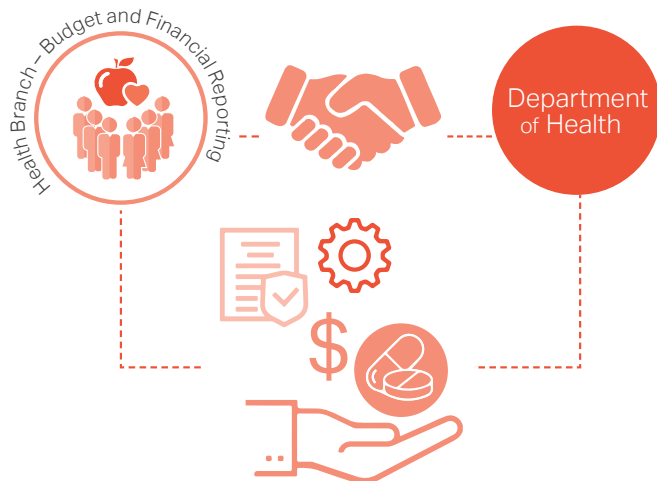 Health Branch – Budget and Financial Reporting
Department
of Health
$